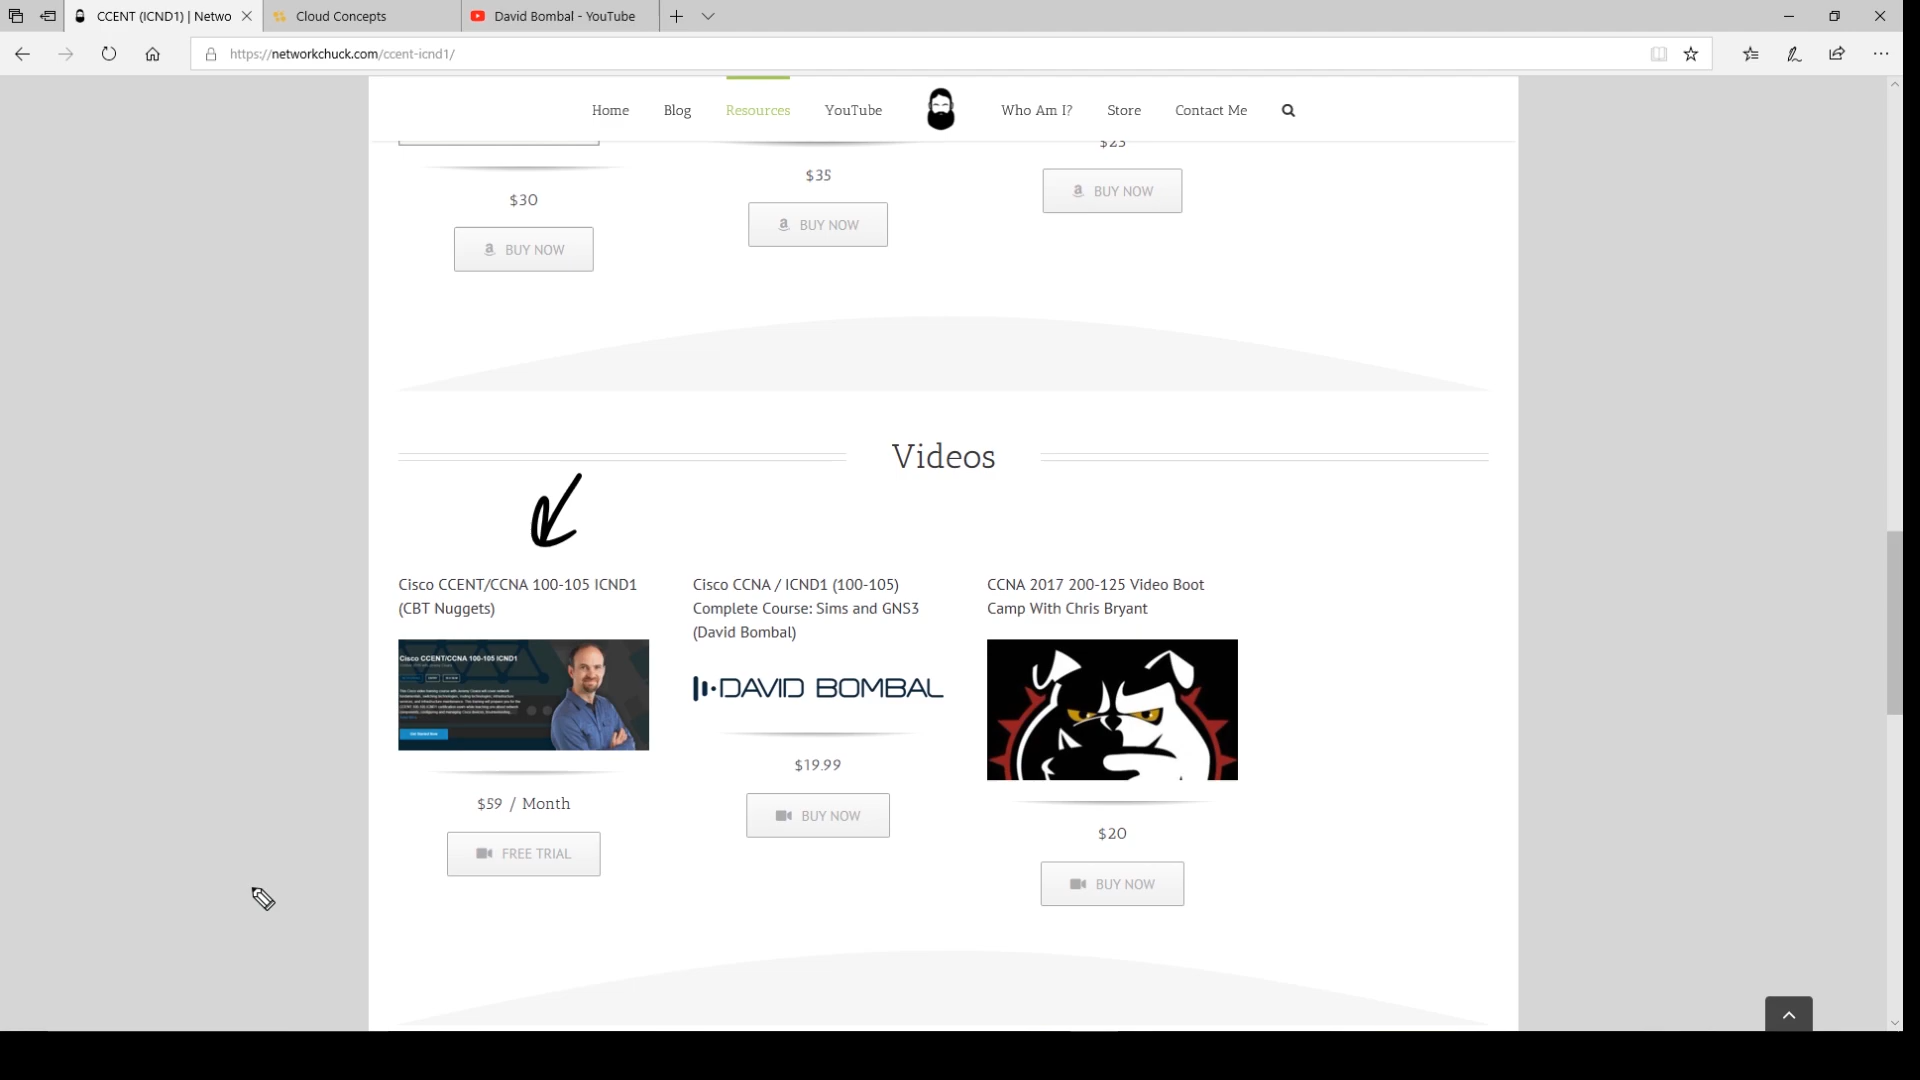 CCENT (ICND1) | Netwo
Cloud Concepts
David Bombal - YouTube
https://networkchuck.com/ccent-icnd1/
Home
Blog
Resources
YouTube
Who Am I?
Store
Contact Me
$30
BUY NOW
$35
BUY NOW
BUY NOW
Videos
Cisco CCENT/CCNA 100-105 ICND1
(CBT Nuggets)
Cisco CCENT/CCNA 100-105 ICND1
$59 / Month
FREE TRIAL
Cisco CCNA / ICND1 (100-105)
Complete Course: Sims and GNS3
(David Bombal)
DAVID BOMBAL
$19.99
BUY NOW
CCNA 2017 200-125 Video Boot
Camp With Chris Bryant
$20
BUY NOW